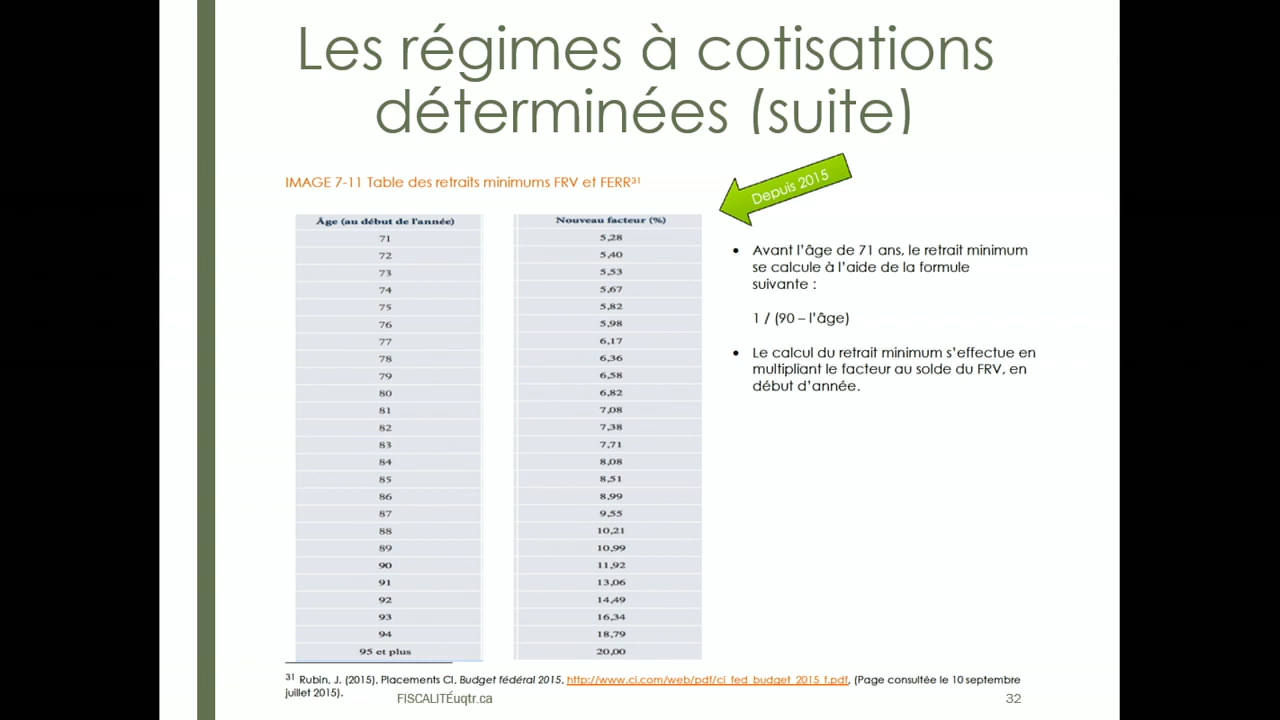 Les régimes à cotisations
déterminées (suite)
IMAGE 7-11 Table des retraits minimums FRV et FERR³¹
Depuis 2015
Âge (au début de l'année) Nouveau facteur (%)
71 5,28
72 5,40
73 5,53
74 5,67
75 5,82
76 5,98
77 6,17
78 6,36
79 6,58
80 6,82
81 7,08
82 7,38
83 7,71
84 8,08
85 8,51
86 8,99
87 9,55
88 10,21
89 10,99
90 11,92
91 13,06
92 14,49
93 16,34
94 18,79
95 et plus 20,00
• Avant l'âge de 71 ans, le retrait minimum
se calcule à l'aide de la formule
suivante :
1 / (90 – l'âge)
• Le calcul du retrait minimum s'effectue en
multipliant le facteur au solde du FRV, en
début d'année.
³¹ Rubin, J. (2015), Placements CI, Budget fédéral 2015, http://www.ci.com/web/pdf/ci_fed_budget_2015_f.pdf, (Page consultée le 10 septembre
juillet 2015).
FISCALITÉuqtr.ca
32